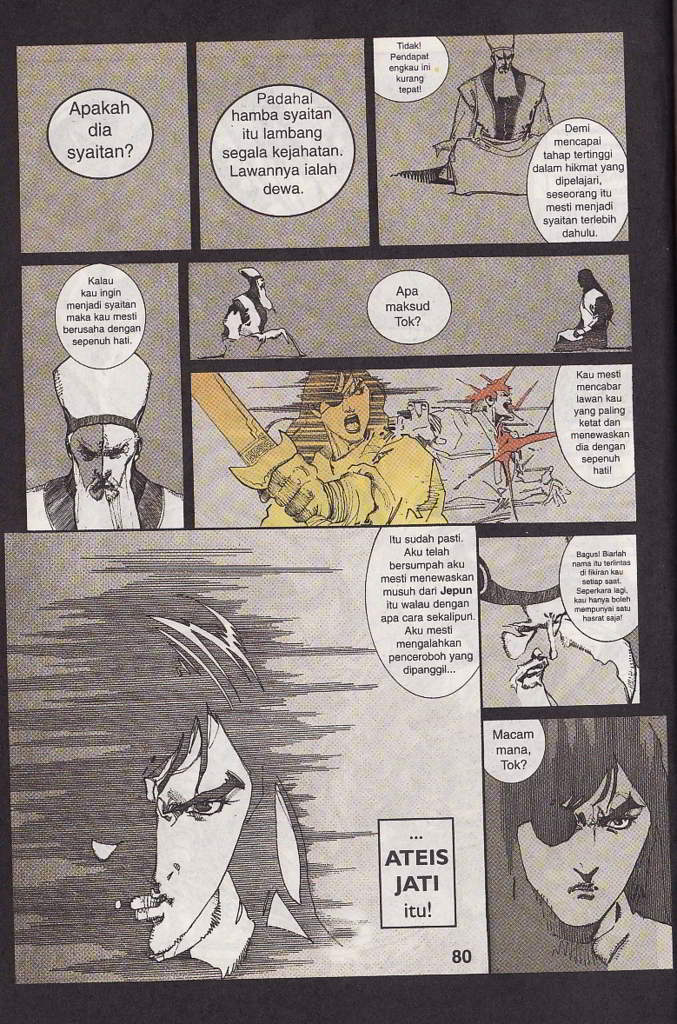 Apakah
dia
syaitan?
Padahal
hamba syaitan
itu lambang
segala kejahatan.
Lawannya ialah
dewa.
Tidak!
Pendapat
engkau ini
kurang
tepat!
Demi
mencapai
tahap tertinggi
dalam hikmat yang
dipelajari,
seseorang itu
mesti menjadi
syaitan terlebih
dahulu.
Kalau
kau ingin
menjadi syaitan
maka kau mesti
berusaha dengan
sepenuh hati.
Apa
maksud
Tok?
Kau mesti
mencabar
lawan kau
yang paling
ketat dan
menewaskan
dia dengan
sepenuh
hati!
Itu sudah pasti.
Aku telah
bersumpah aku
mesti menewaskan
musuh dari Jepun
itu walau dengan
apa cara sekalipun.
Aku mesti
mengalahkan
penceroboh yang
dipanggil...
...
ATEIS
JATI
itu!
Bagus! Biarlah
nama itu terlintas
di fikiran kau
setiap saat.
Seperkara lagi,
kau hanya boleh
mempunyai satu
hasrat saja!
Macam
mana,
Tok?
80